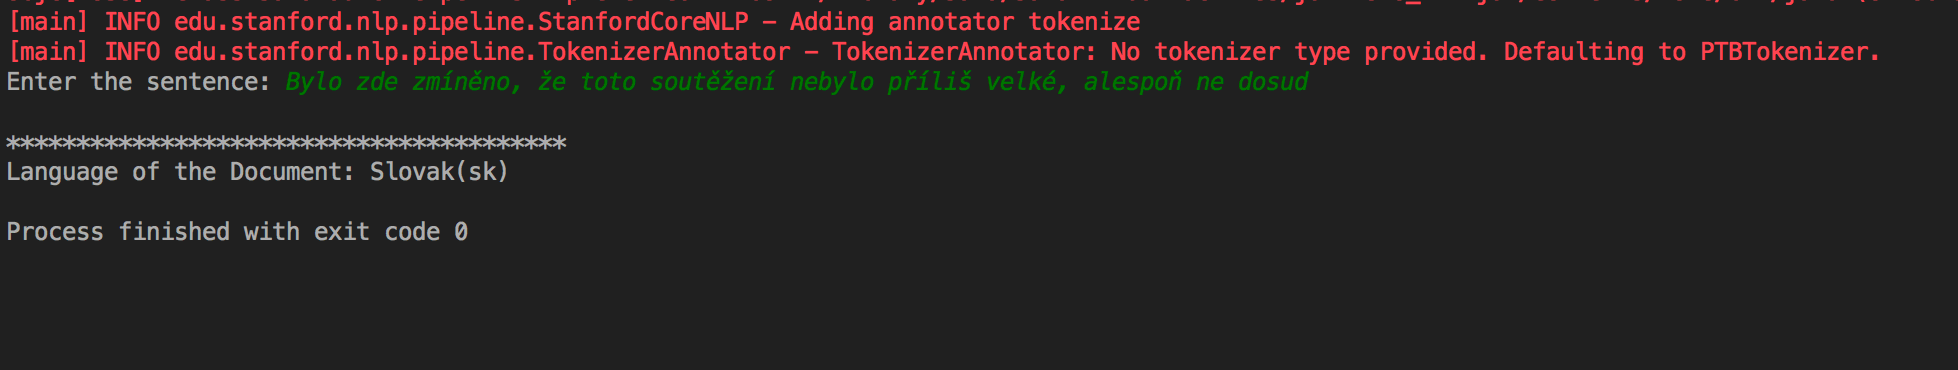 [main] INFO edu.stanford.nlp.pipeline.StanfordCoreNLP – Adding annotator tokenize
[main] INFO edu.stanford.nlp.pipeline.TokenizerAnnotator – TokenizerAnnotator: No tokenizer type provided. Defaulting to PTBTokenizer.
Enter the sentence: Bylo zde zmíněno, že toto soutěžení nebylo příliš velké, alespoň ne dosud
****************************************
Language of the Document: Slovak(sk)
Process finished with exit code 0